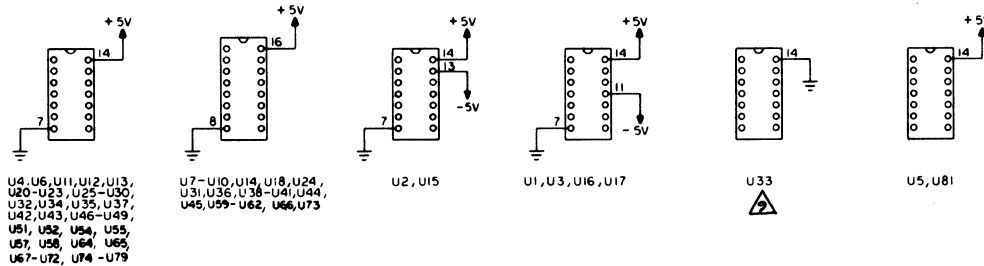 +5V
14
7
U4,U6,U11,U12,U13,
U20-U23, U25-U30,
U32,U34,U35,U37,
U42,U43,U46-U49,
U51, U52, U54, U55,
U57, U58, U64, U65,
U67-U72, U74-U79
+5V
16
8
U7-U10,U14,U18,U24,
U31,U36,U38-U41,U44,
U45,U59-U62, U66,U73
+5V
14
13
-5V
7
U2,U15
+5V
14
11
-5V
7
U1,U3,U16,U17
14
U33
9
+5V
14
U5,U81